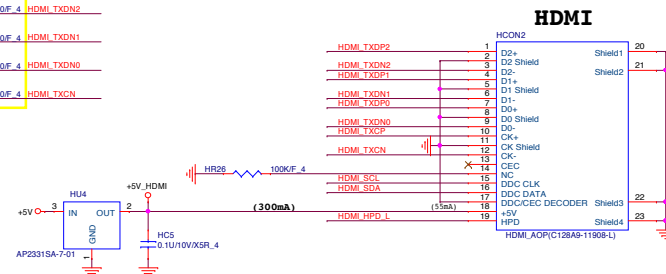 HDMI
0/F_4 HDMI_TXDN2
0/F_4 HDMI_TXDN1
0/F_4 HDMI_TXDN0
0/F_4 HDMI_TXCN
HCON2
HDMI_TXDP2 1 D2+
2 D2 Shield
HDMI_TXDN2 3 D2-
HDMI_TXDP1 4 D1+
5 D1 Shield
HDMI_TXDN1 6 D1-
HDMI_TXDP0 7 D0+
8 D0 Shield
HDMI_TXDN0 9 D0-
HDMI_TXCP 10 CK+
11 CK Shield
HDMI_TXCN 12 CK-
13 CEC
HR26 100K/F_4 14 NC
HDMI_SCL 15 DDC CLK
HDMI_SDA 16 DDC DATA
17 DDC/CEC DECODER
(300mA) (55mA) 18 +5V
HDMI_HPD_L 19 HPD
Shield1 20
Shield2 21
Shield3 22
Shield4 23
HDMI_AOP(C128A9-11908-L)
HU4
+5V_HDMI
+5V 3 IN OUT 2
GND
1
AP2331SA-7-01
HC5
0.1U/10V/X5R_4